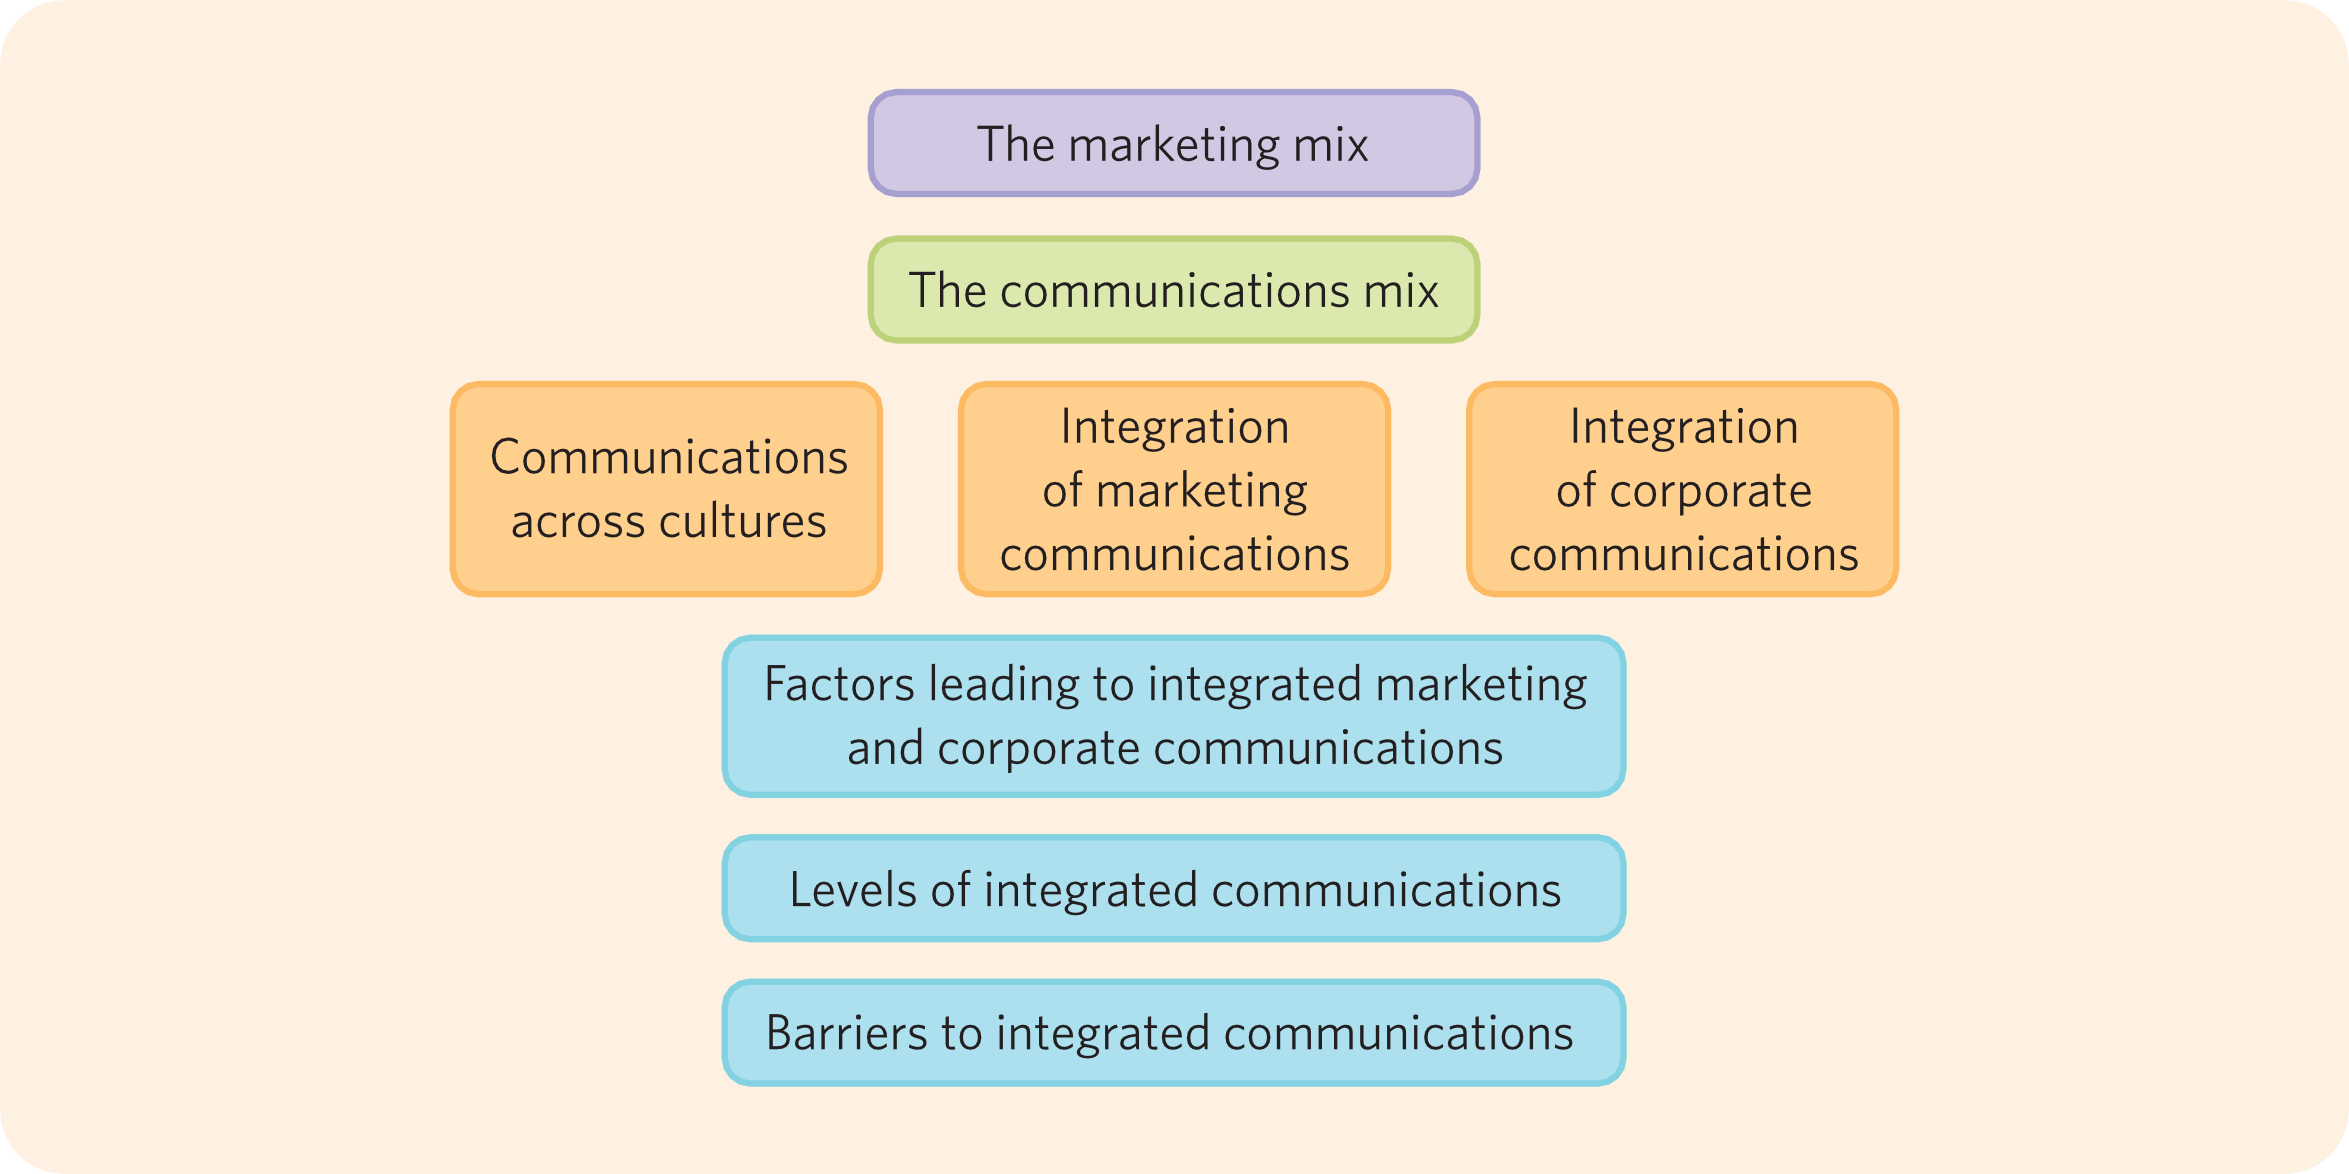 The marketing mix
The communications mix
Communications
across cultures
Integration
of marketing
communications
Integration
of corporate
communications
Factors leading to integrated marketing
and corporate communications
Levels of integrated communications
Barriers to integrated communications